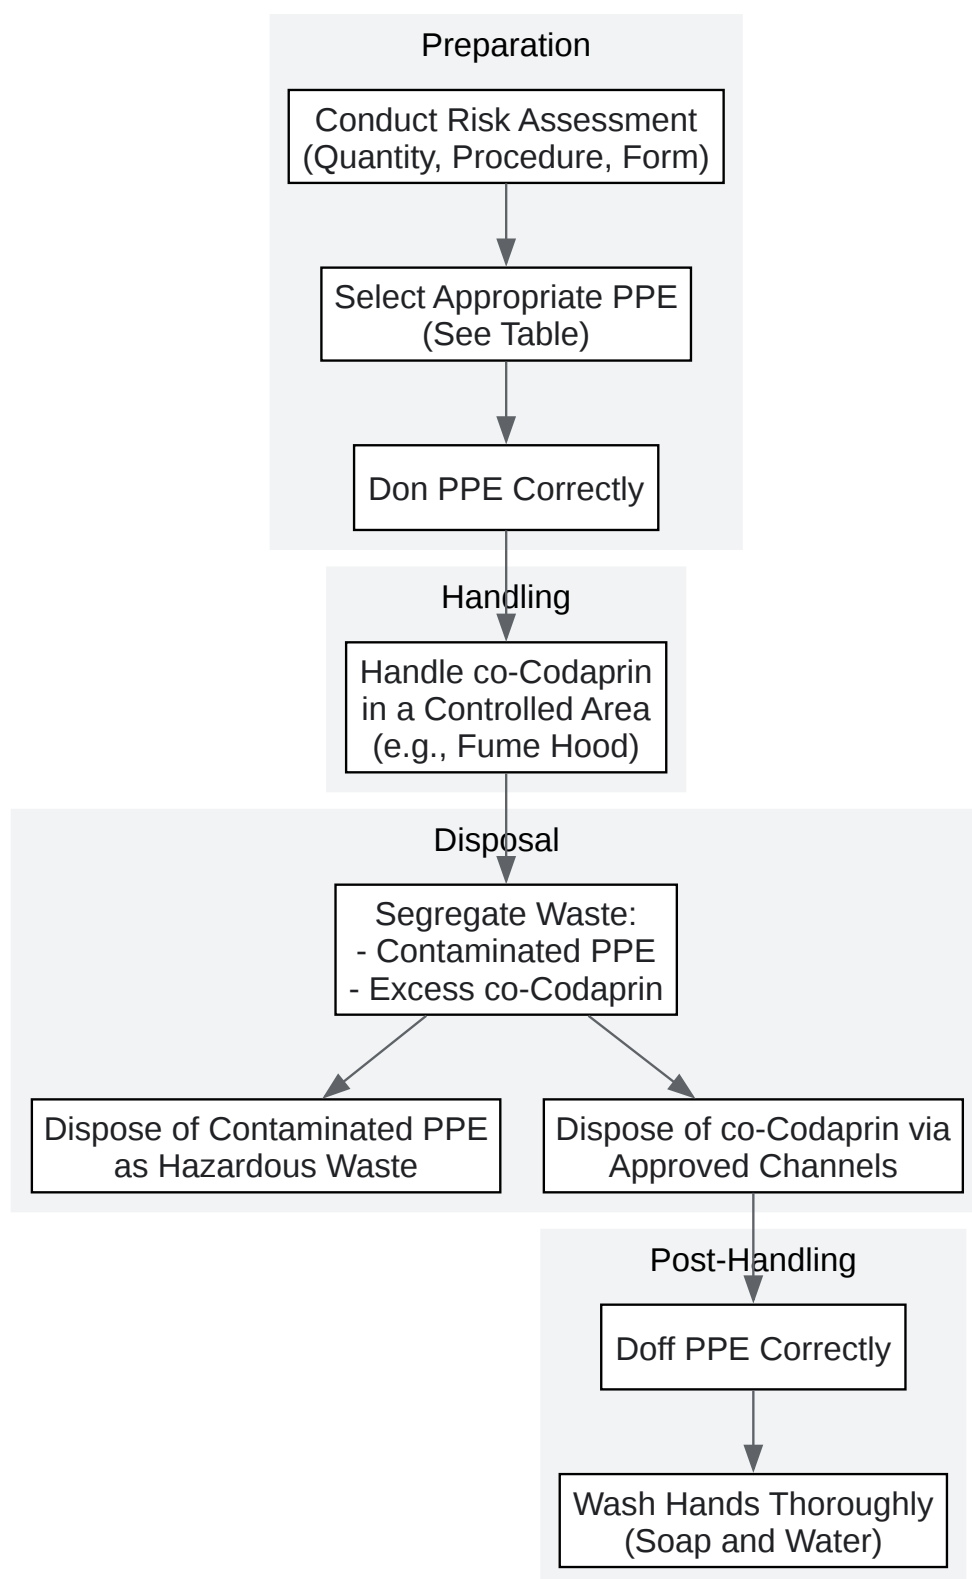 Preparation
Conduct Risk Assessment
(Quantity, Procedure, Form)
Select Appropriate PPE
(See Table)
Don PPE Correctly
Handling
Handle co-Codaprin
in a Controlled Area
(e.g., Fume Hood)
Disposal
Segregate Waste:
- Contaminated PPE
- Excess co-Codaprin
Dispose of Contaminated PPE
as Hazardous Waste
Dispose of co-Codaprin via
Approved Channels
Post-Handling
Doff PPE Correctly
Wash Hands Thoroughly
(Soap and Water)